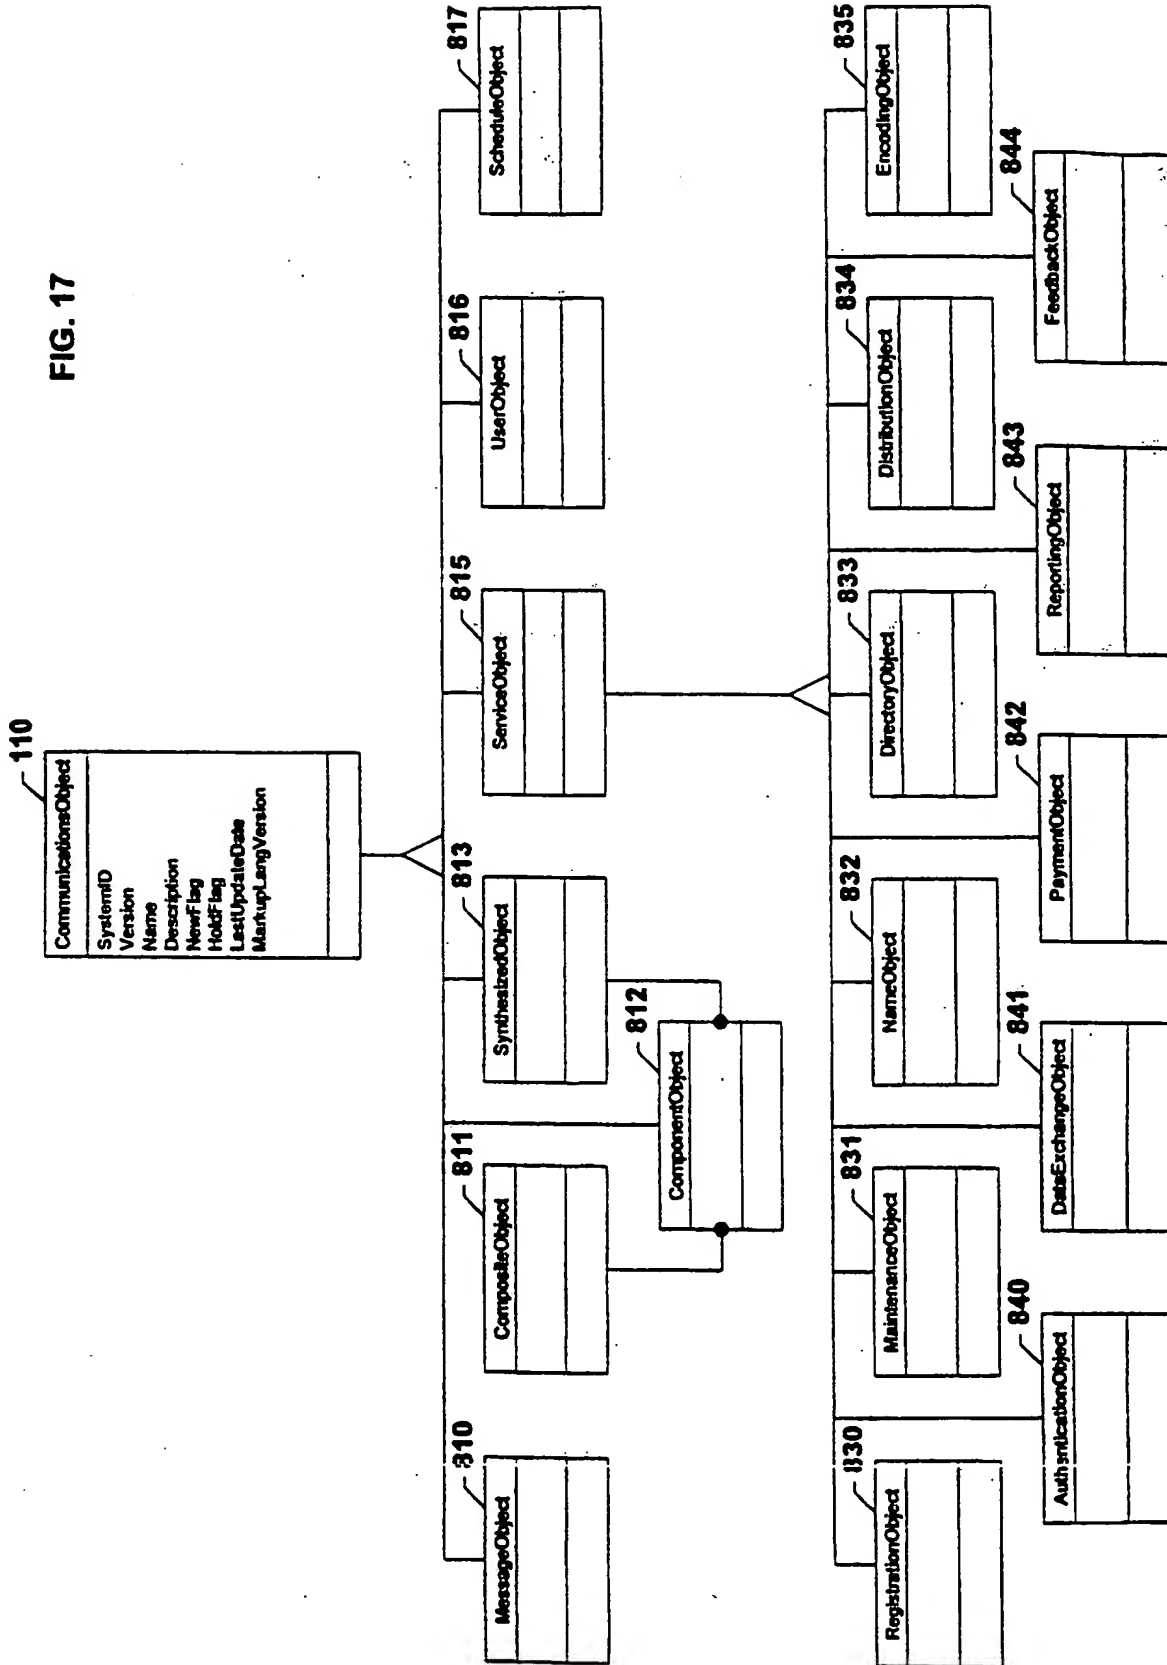 FIG. 17
110
CommunicationsObject
SystemID
Version
Name
Description
NewFlag
HoldFlag
LastUpdateDate
MarkupLangVersion
810
MessageObject
811
CompositeObject
813
SynthesizedObject
815
ServiceObject
816
UserObject
817
ScheduleObject
812
ComponentObject
830
RegistrationObject
831
MaintenanceObject
832
NameObject
833
DirectoryObject
834
DistributionObject
835
EncodingObject
840
AuthenticationObject
841
DataExchangeObject
842
PaymentObject
843
ReportingObject
844
FeedbackObject